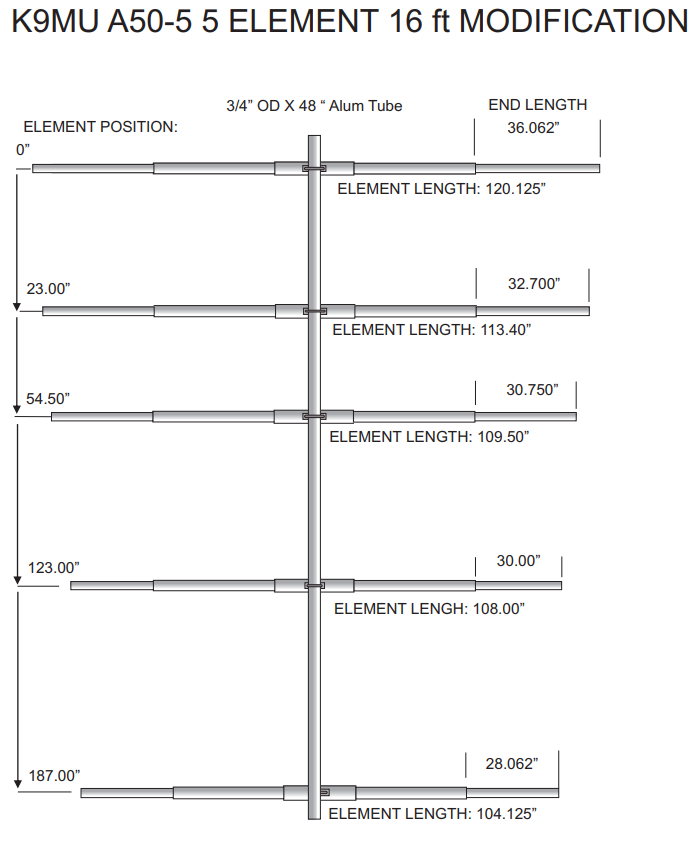 K9MU A50-5 5 ELEMENT 16 ft MODIFICATION
3/4” OD X 48 “ Alum Tube
END LENGTH
ELEMENT POSITION:
36.062”
0”
ELEMENT LENGTH: 120.125”
23.00”
32.700”
ELEMENT LENGTH: 113.40”
54.50”
30.750”
ELEMENT LENGTH: 109.50”
123.00”
30.00”
ELEMENT LENGH: 108.00”
187.00”
28.062”
ELEMENT LENGTH: 104.125”